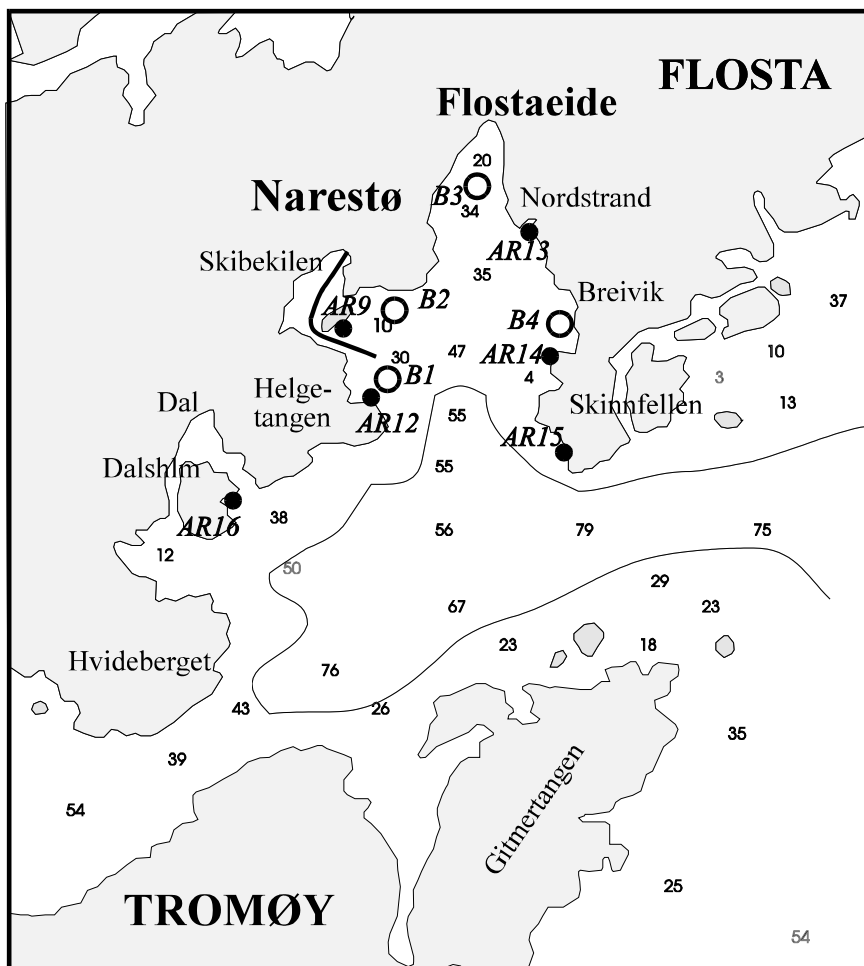 FLOSTA
Flostaeide
20
Narestø
B3
34
Nordstrand
AR13
Skibekilen
35
Breivik
37
AR9
10
B2
B4
47
30
AR14
10
B1
4
3
Helge-
tangen
Skinnfellen
13
Dal
AR12
55
AR15
Dalshlm
55
AR16
38
56
79
75
12
50
29
67
23
23
18
Hvideberget
76
43
26
35
39
54
Gitmertangen
25
TROMØY
54